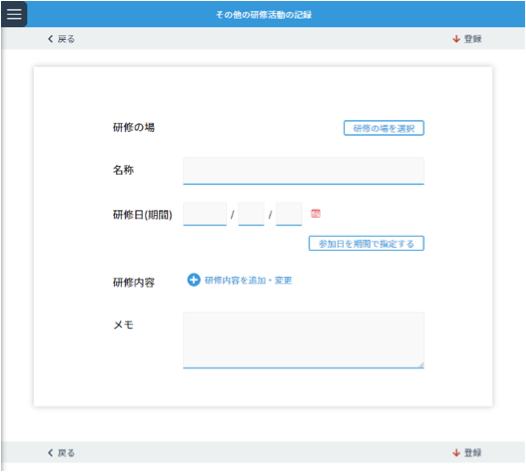 その他の研修活動の記録
戻る
登録
研修の場
研修の場を選択
名称
研修日(期間)
/ /
参加日を期間で指定する
研修内容
研修内容を追加・変更
メモ
戻る
登録